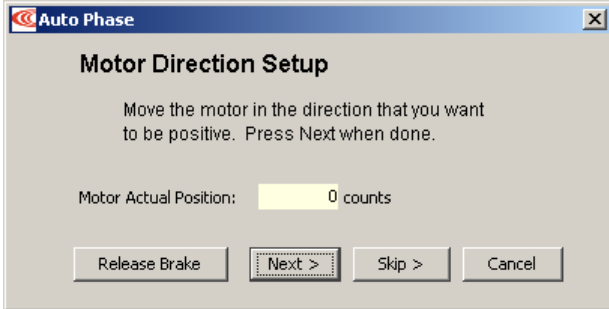 Auto Phase
Motor Direction Setup
Move the motor in the direction that you want
to be positive. Press Next when done.
Motor Actual Position: 0 counts
Release Brake Next > Skip > Cancel